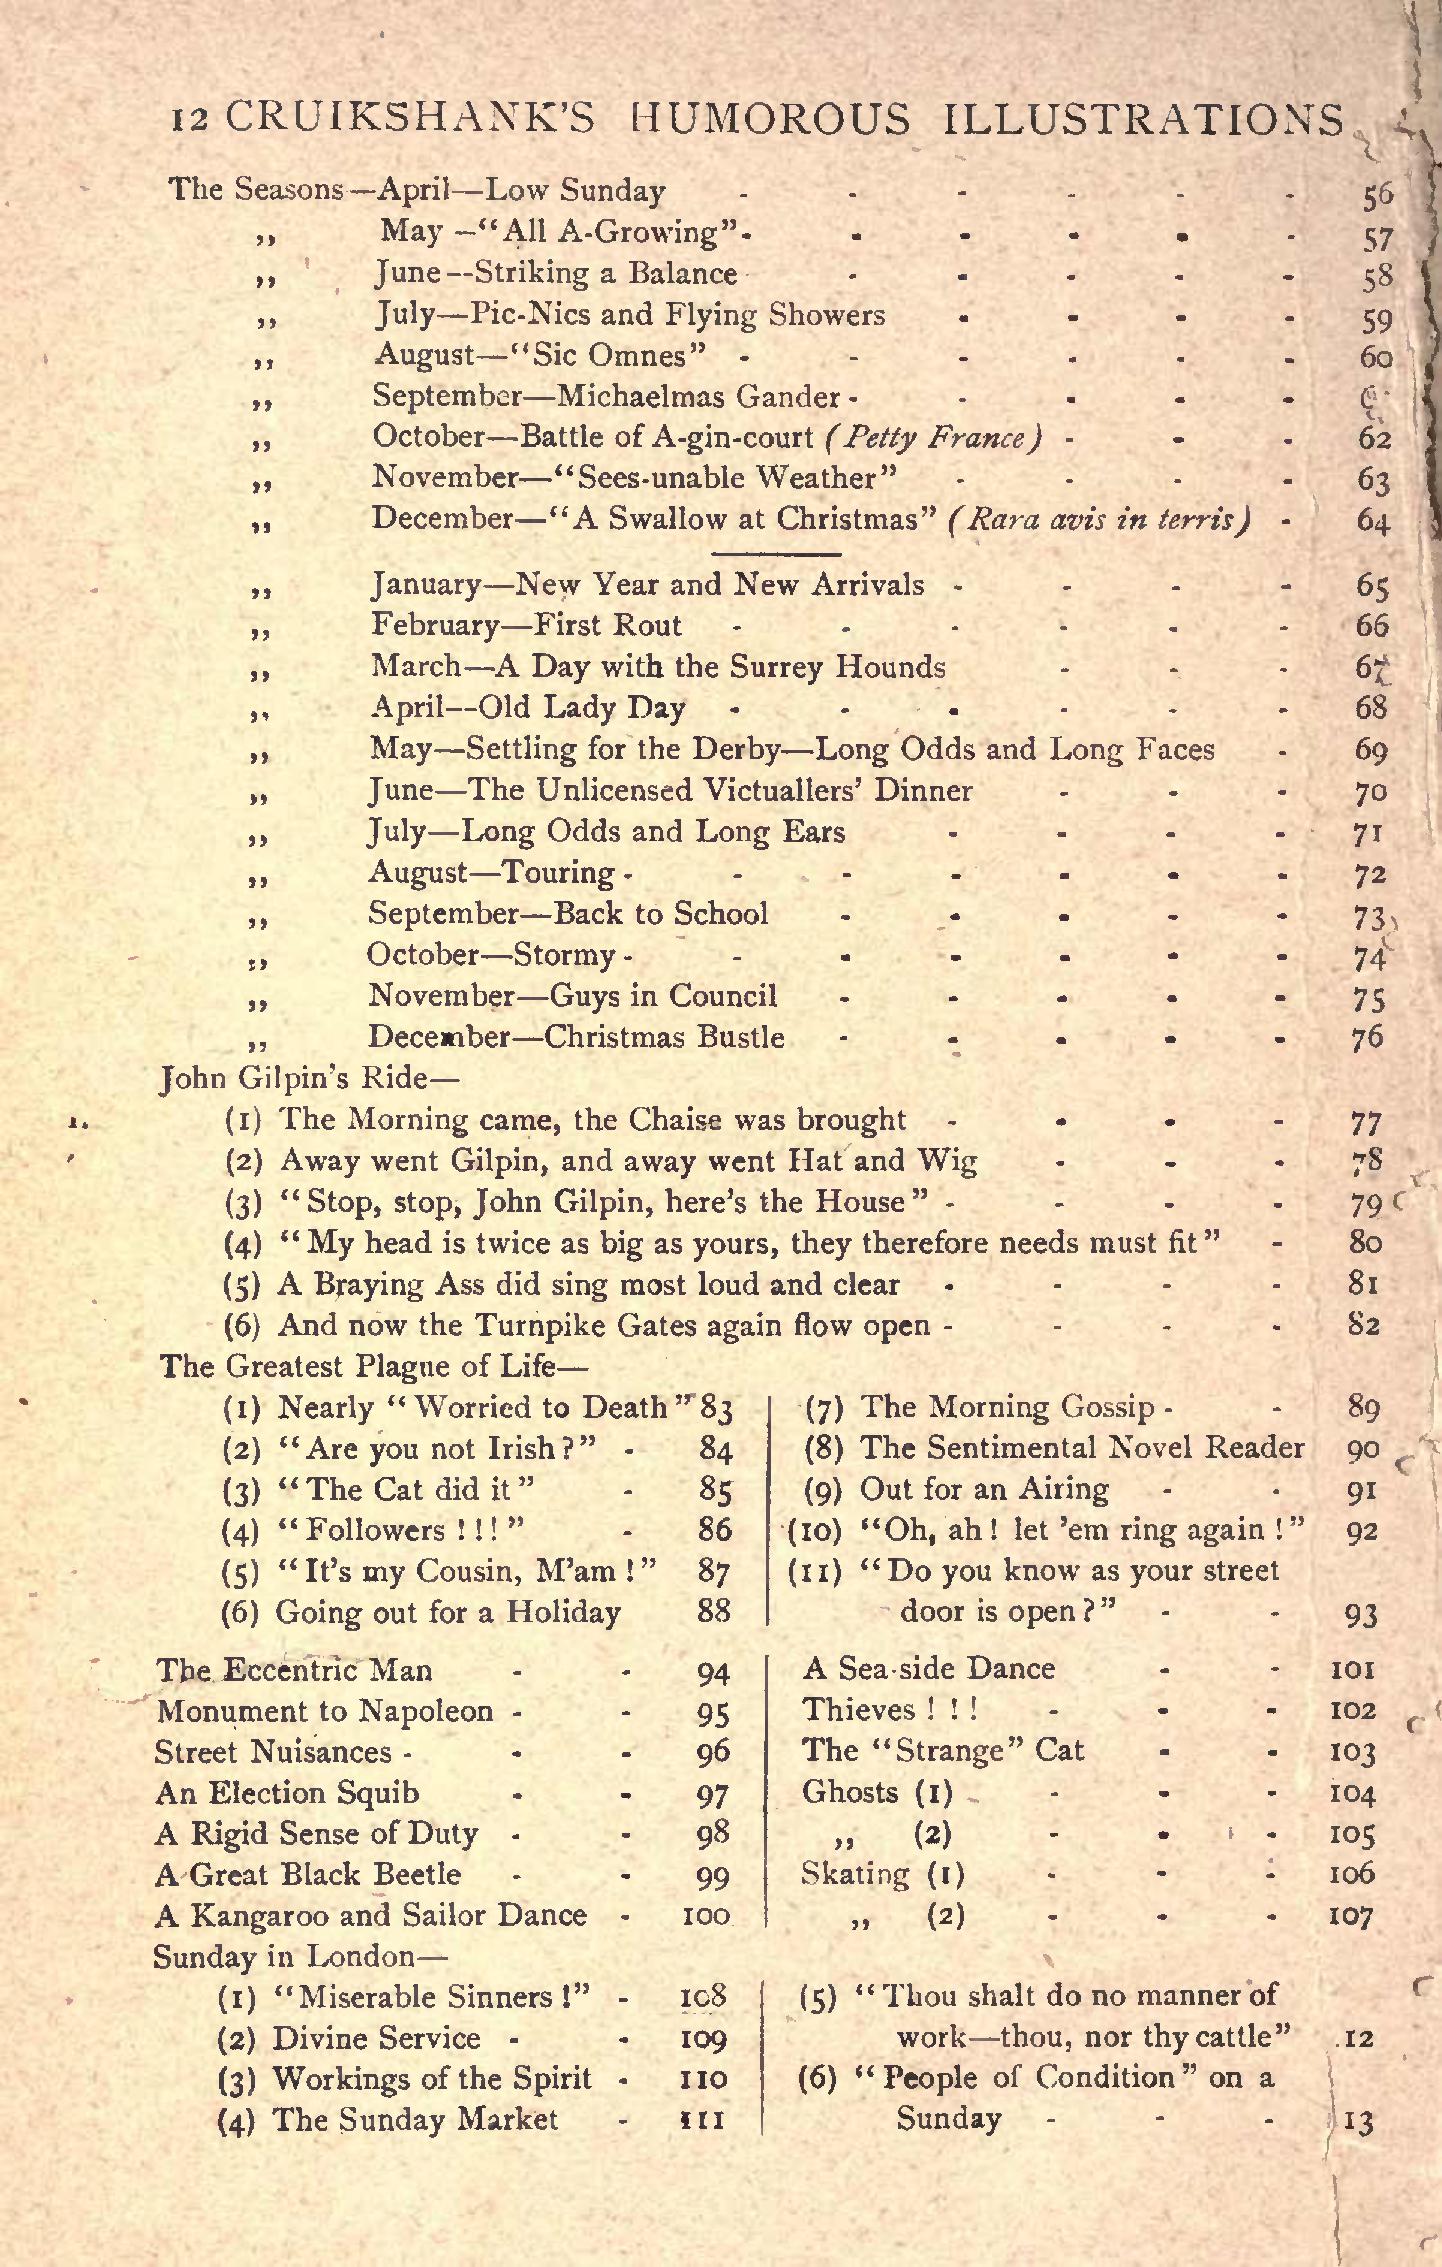 12 CRUIKSHANK'S HUMOROUS ILLUSTRATIONS
The Seasons—April—Low Sunday - - - - - - 56
„ May—“All A-Growing”- - - - - - 57
„ June—Striking a Balance - - - - - 58
„ July—Pic-Nics and Flying Showers - - - - 59
„ August—“Sic Omnes” - - - - - - 60
„ September—Michaelmas Gander - - - - -
„ October—Battle of A-gin-court (Petty France) - - - 62
„ November—“Sees-unable Weather” - - - - 63
„ December—“A Swallow at Christmas” (Rara avis in terris) - 64
„ January—New Year and New Arrivals - - - - 65
„ February—First Rout - - - - - - 66
„ March—A Day with the Surrey Hounds - - - 67
„ April—Old Lady Day - - - - - - 68
„ May—Settling for the Derby—Long Odds and Long Faces - 69
„ June—The Unlicensed Victuallers’ Dinner - - - 70
„ July—Long Odds and Long Ears - - - - 71
„ August—Touring - - - - - - - 72
„ September—Back to School - - - - - 73
„ October—Stormy - - - - - - - 74
„ November—Guys in Council - - - - - 75
„ December—Christmas Bustle - - - - - 76
John Gilpin’s Ride—
(1) The Morning came, the Chaise was brought - - - - 77
(2) Away went Gilpin, and away went Hat and Wig - - - 78
(3) “Stop, stop, John Gilpin, here’s the House” - - - - 79
(4) “My head is twice as big as yours, they therefore needs must fit” - 80
(5) A Braying Ass did sing most loud and clear - - - - 81
(6) And now the Turnpike Gates again flow open - - - - 82
The Greatest Plague of Life—
(1) Nearly “Worried to Death” 83
(2) “Are you not Irish?” - 84
(3) “The Cat did it” - 85
(4) “Followers ! ! ! ” - 86
(5) “It’s my Cousin, M’am !” 87
(6) Going out for a Holiday 88
(7) The Morning Gossip - - 89
(8) The Sentimental Novel Reader 90
(9) Out for an Airing - - 91
(10) “Oh, ah ! let ’em ring again !” 92
(11) “Do you know as your street
door is open?” - - 93
The Eccentric Man - - 94
Monument to Napoleon - - 95
Street Nuisances - - - 96
An Election Squib - - 97
A Rigid Sense of Duty - - 98
A Great Black Beetle - - 99
A Kangaroo and Sailor Dance - 100
A Sea-side Dance - - 101
Thieves ! ! ! - - - 102
The “Strange” Cat - - 103
Ghosts (1) - - - - 104
„ (2) - - - 105
Skating (1) - - - 106
„ (2) - - - 107
Sunday in London—
(1) “Miserable Sinners !” - 108
(2) Divine Service - - 109
(3) Workings of the Spirit - 110
(4) The Sunday Market - 111
(5) “Thou shalt do no manner of
work—thou, nor thy cattle” 12
(6) “People of Condition” on a
Sunday - - - 13